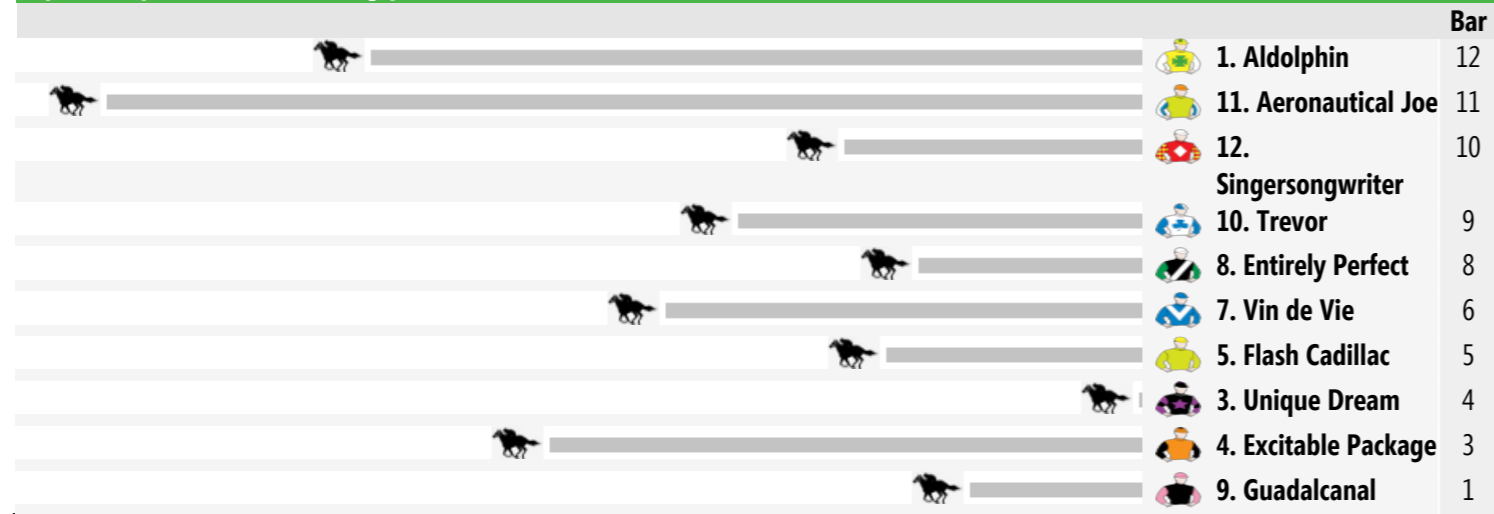 Bar
1. Aldolphin 12
11. Aeronautical Joe 11
12. 10
Singersongwriter
10. Trevor 9
8. Entirely Perfect 8
7. Vin de Vie 6
5. Flash Cadillac 5
3. Unique Dream 4
4. Excitable Package 3
9. Guadalcanal 1